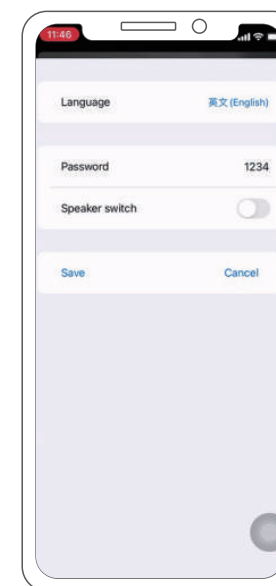 11:46
Language 英文 (English)
Password 1234
Speaker switch
Save Cancel